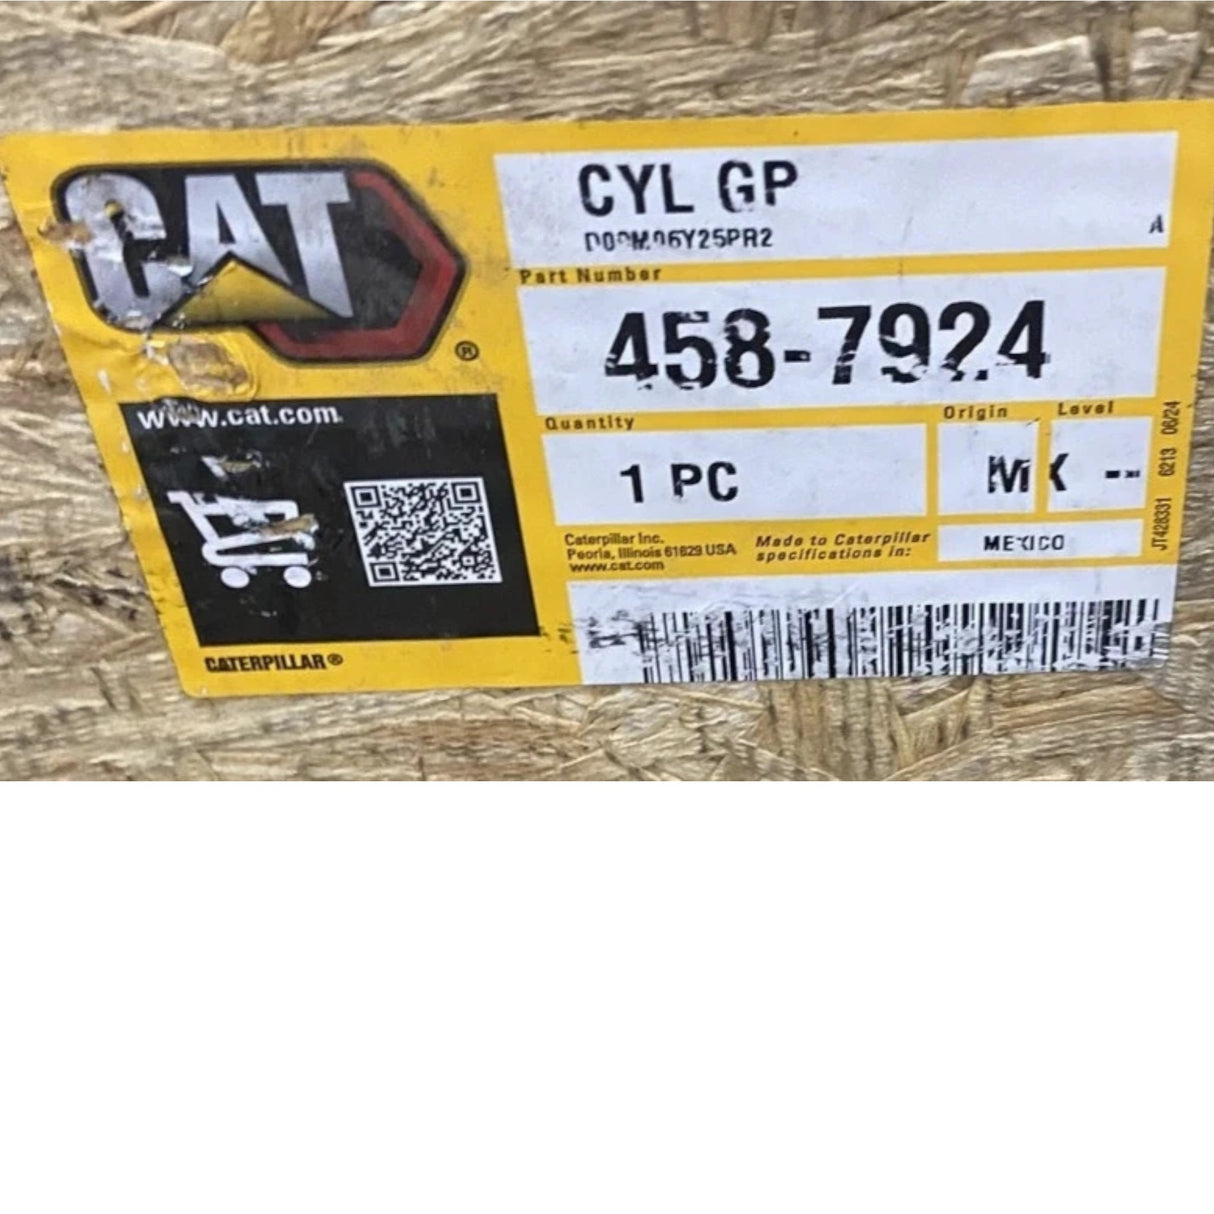 CAT
®
www.cat.com
CATERPILLAR®
CYL GP
A
Part Number
458-7924
Quantity
Origin
Level
1 PC
MX
--
Caterpillar Inc.
Peoria, Illinois 61629 USA
www.cat.com
Made to Caterpillar
specifications in:
MEXICO
JT428331 6213 06/24